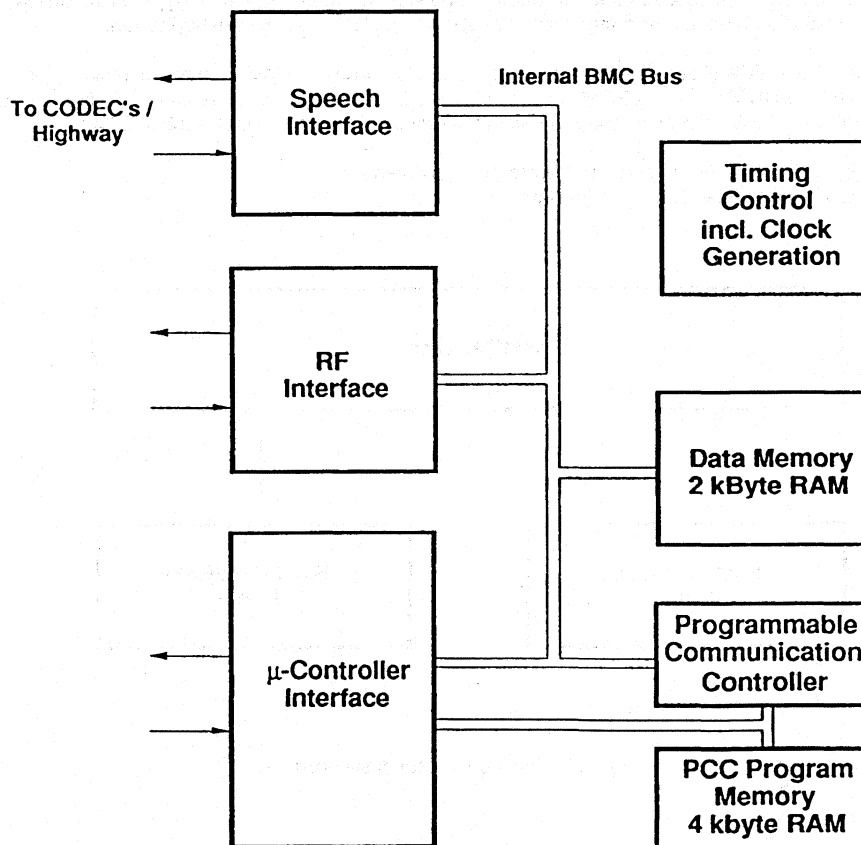 Internal BMC Bus
To CODEC's /
Highway
Speech
Interface
Timing
Control
incl. Clock
Generation
RF
Interface
Data Memory
2 kByte RAM
µ-Controller
Interface
Programmable
Communication
Controller
PCC Program
Memory
4 kbyte RAM